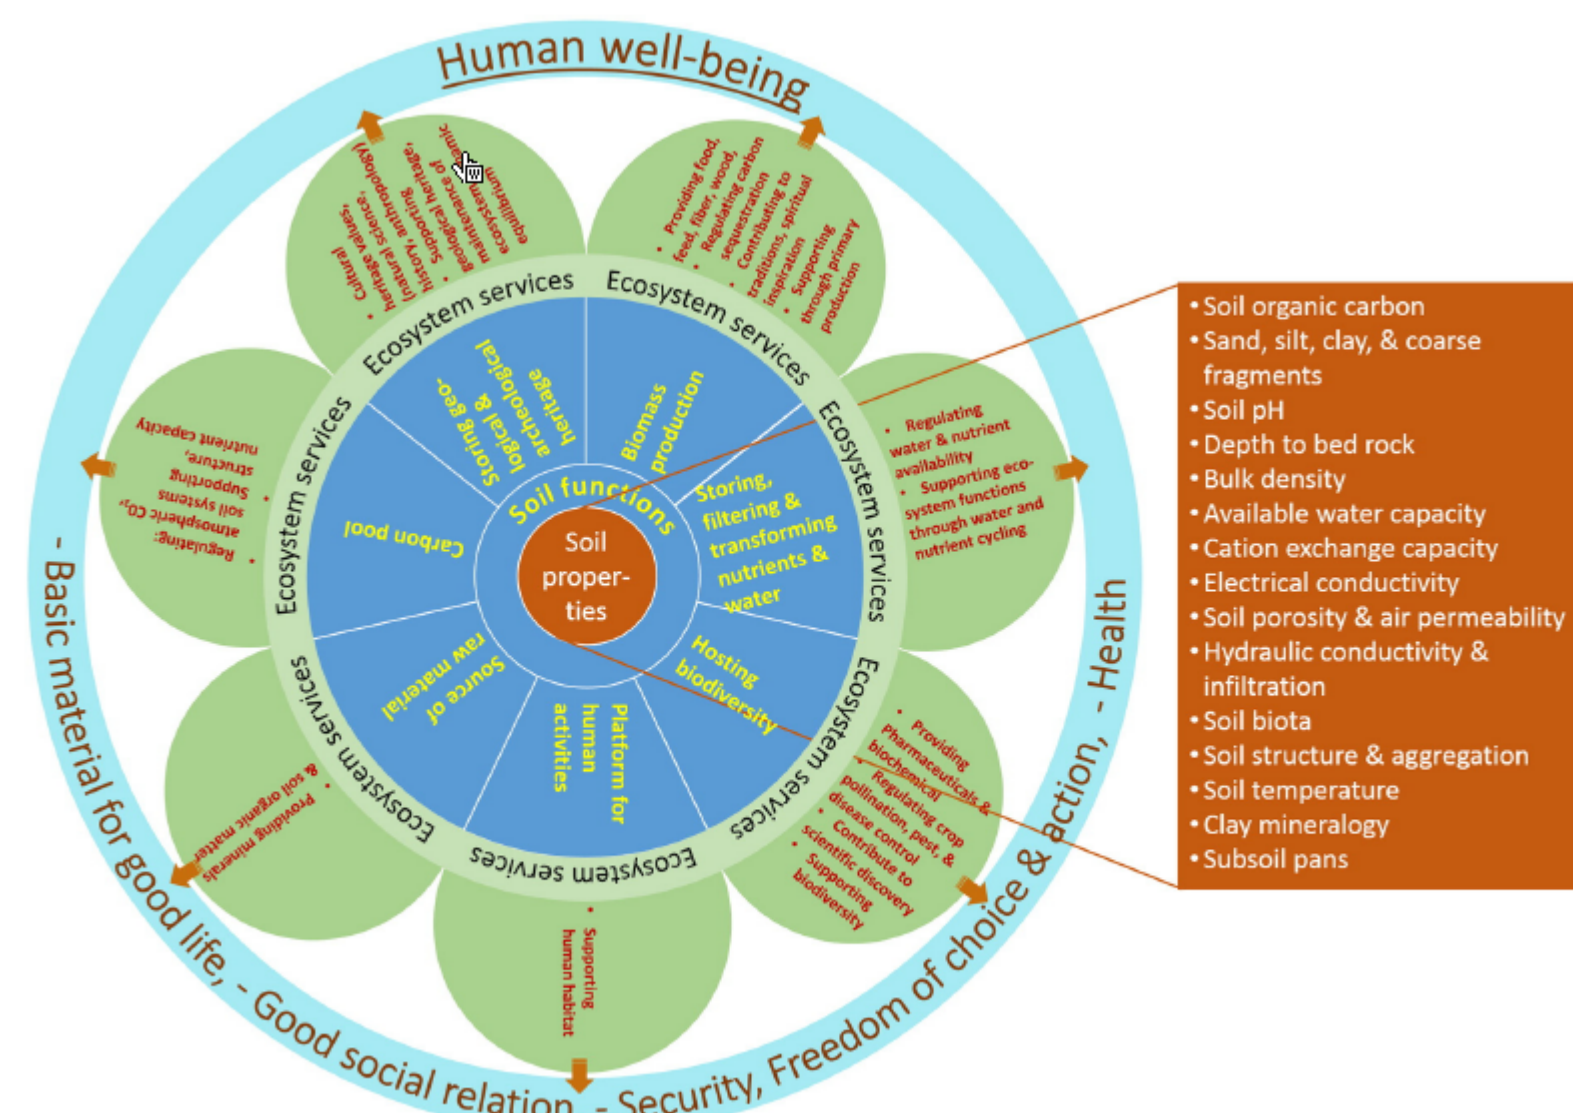 Human well-being
- Basic material for good life, - Good social relation, - Security, Freedom of choice & action, - Health
Soil
proper-
ties
Soil functions
Biomass
production
Storing,
filtering &
transforming
nutrients &
water
Hosting
biodiversity
Platform for
human
activities
Source of
raw material
Carbon pool
Storing geo-
logical &
archeological
heritage
Ecosystem services
Ecosystem services
Ecosystem services
Ecosystem services
Ecosystem services
Ecosystem services
Ecosystem services
• Providing food,
feed, fiber, wood,
• Regulating carbon
sequestration
• Contributing to
traditions, spiritual
inspiration
• Supporting
through primary
production
• Regulating
water & nutrient
availability
• Supporting eco-
system functions
through water and
nutrient cycling
• Providing
Pharmaceuticals &
biochemical
• Regulating crop
pollination, pest, &
disease control
• Contribute to
scientific discovery
• Supporting
biodiversity
• Supporting
human habitat
• Providing minerals
& soil organic matter
• Regulating:
atmospheric CO₂,
soil systems
• Supporting
structure,
nutrient capacity
• Cultural
heritage values,
(natural science,
history, anthropology)
• Supporting
geological heritage,
maintenance of
ecosystem
equilibrium
• Soil organic carbon
• Sand, silt, clay, & coarse
fragments
• Soil pH
• Depth to bed rock
• Bulk density
• Available water capacity
• Cation exchange capacity
• Electrical conductivity
• Soil porosity & air permeability
• Hydraulic conductivity &
infiltration
• Soil biota
• Soil structure & aggregation
• Soil temperature
• Clay mineralogy
• Subsoil pans